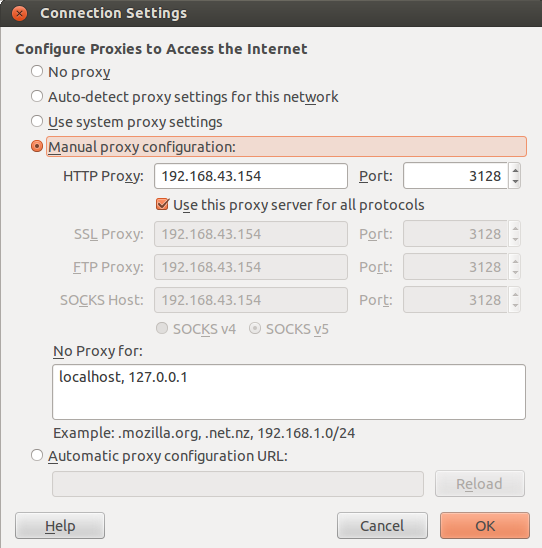 Connection Settings
Configure Proxies to Access the Internet
No proxy
Auto-detect proxy settings for this network
Use system proxy settings
Manual proxy configuration:
HTTP Proxy: 192.168.43.154 Port: 3128
Use this proxy server for all protocols
SSL Proxy: 192.168.43.154 Port: 3128
FTP Proxy: 192.168.43.154 Port: 3128
SOCKS Host: 192.168.43.154 Port: 3128
SOCKS v4 SOCKS v5
No Proxy for:
localhost, 127.0.0.1
Example: .mozilla.org, .net.nz, 192.168.1.0/24
Automatic proxy configuration URL:
Reload
Help Cancel OK